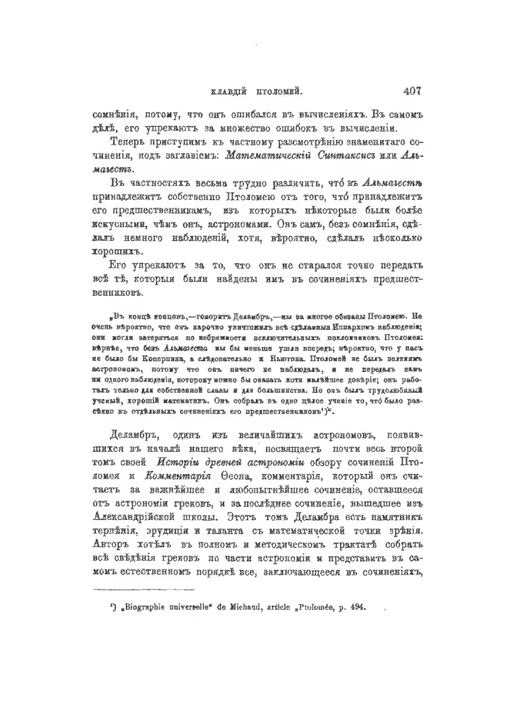 КЛАВДІЙ ПТОЛОМЕЙ. 407
сомнѣнія, потому, что онъ ошибался въ вычисленіяхъ. Въ самомъ
дѣлѣ, его упрекаютъ за множество ошибокъ въ вычисленіи.
Теперь приступимъ къ частному разсмотрѣнію знаменитаго со-
чиненія, подъ заглавіемъ: Математическій Синтаксисъ или Аль-
магестъ.
Въ частностяхъ весьма трудно различить, что́ въ Альмагестѣ
принадлежитъ собственно Птоломею отъ того, что́ принадлежитъ
его предшественникамъ, изъ которыхъ нѣкоторые были болѣе
искусными, чѣмъ онъ, астрономами. Онъ самъ, безъ сомнѣнія, сдѣ-
лалъ немного наблюденій, хотя, вѣроятно, сдѣлалъ нѣсколько
хорошихъ.
Его упрекаютъ за то, что онъ не старался точно передать
всѣ тѣ, которыя были найдены имъ въ сочиненіяхъ предшест-
венниковъ.
„Въ концѣ концовъ,—говоритъ Деламбръ,—мы за многое обязаны Птоломею. Не
очень вѣроятно, что онъ нарочно уничтожилъ всѣ сдѣланныя Иппархомъ наблюденія;
они могли затеряться по небрежности исключительныхъ поклонниковъ Птоломея:
вѣрнѣе, что безъ Альмагеста мы бы меньше ушли впередъ; вѣроятно, что у насъ
не было бы Коперника, а слѣдовательно и Ньютона. Птоломей не былъ великимъ
астрономомъ, потому что онъ ничего не наблюдалъ, и не передалъ намъ
ни одного наблюденія, которому можно бы оказать хотя малѣйшее довѣріе; онъ рабо-
талъ только для собственной славы и для большинства. Но онъ былъ трудолюбивый
ученый, хорошій математикъ. Онъ собралъ въ одно цѣлое ученіе то, что́ было раз-
сѣяно въ отдѣльныхъ сочиненіяхъ его предшественниковъ¹)“.
Деламбръ, одинъ изъ величайшихъ астрономовъ, появив-
шихся въ началѣ нашего вѣка, посвящаетъ почти весь второй
томъ своей Исторіи древней астрономіи обзору сочиненій Пто-
ломея и Комментарія Ѳеона, комментарія, который онъ счи-
таетъ за важнѣйшее и любопытнѣйшее сочиненіе, оставшееся
отъ астрономіи грековъ, и за послѣднее сочиненіе, вышедшее изъ
Александрійской школы. Этотъ томъ Деламбра есть памятникъ
терпѣнія, эрудиціи и таланта съ математической точки зрѣнія.
Авторъ хотѣлъ въ полномъ и методическомъ трактатѣ собрать
всѣ свѣдѣнія грековъ по части астрономіи и представить въ са-
момъ естественномъ порядкѣ все, заключающееся въ сочиненіяхъ,
¹) „Biographie universelle“ de Michaud, article „Ptolomée, p. 494.